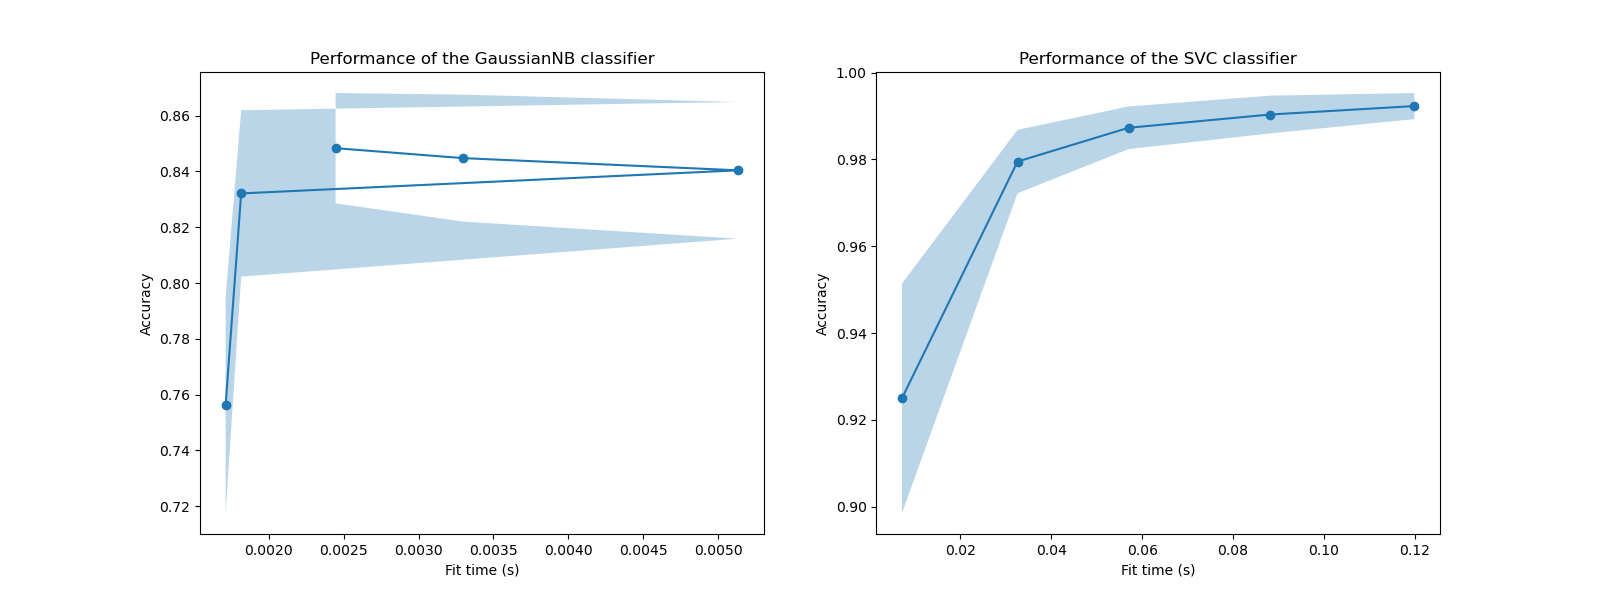 Performance of the GaussianNB classifier
0.86
0.84
0.82
0.80
0.78
0.76
0.74
0.72
Accuracy
0.0020 0.0025 0.0030 0.0035 0.0040 0.0045 0.0050
Fit time (s)
Performance of the SVC classifier
1.00
0.98
0.96
0.94
0.92
0.90
Accuracy
0.02 0.04 0.06 0.08 0.10 0.12
Fit time (s)